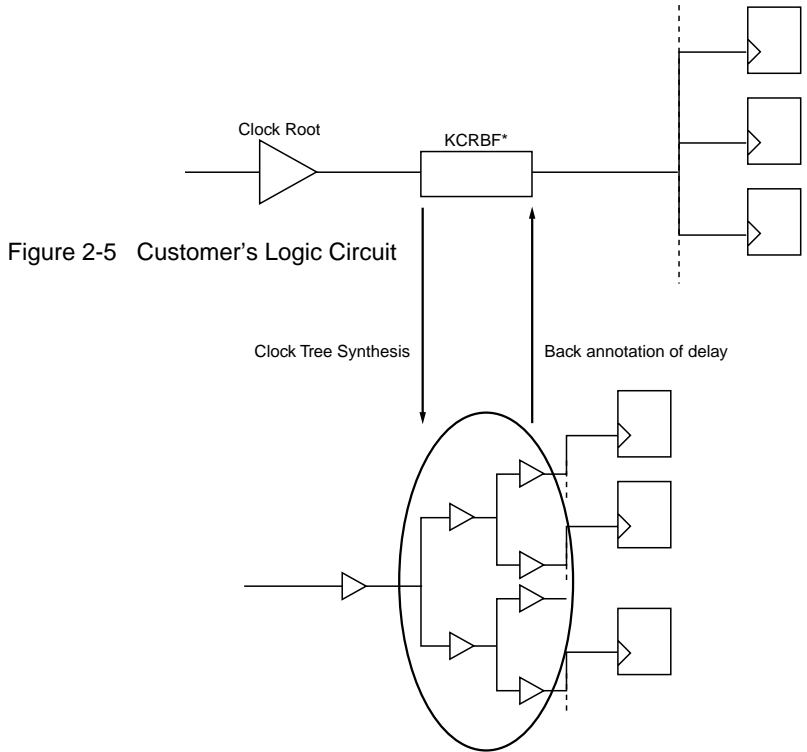 Clock Root
KCRBF*
Figure 2-5 Customer's Logic Circuit
Clock Tree Synthesis
Back annotation of delay